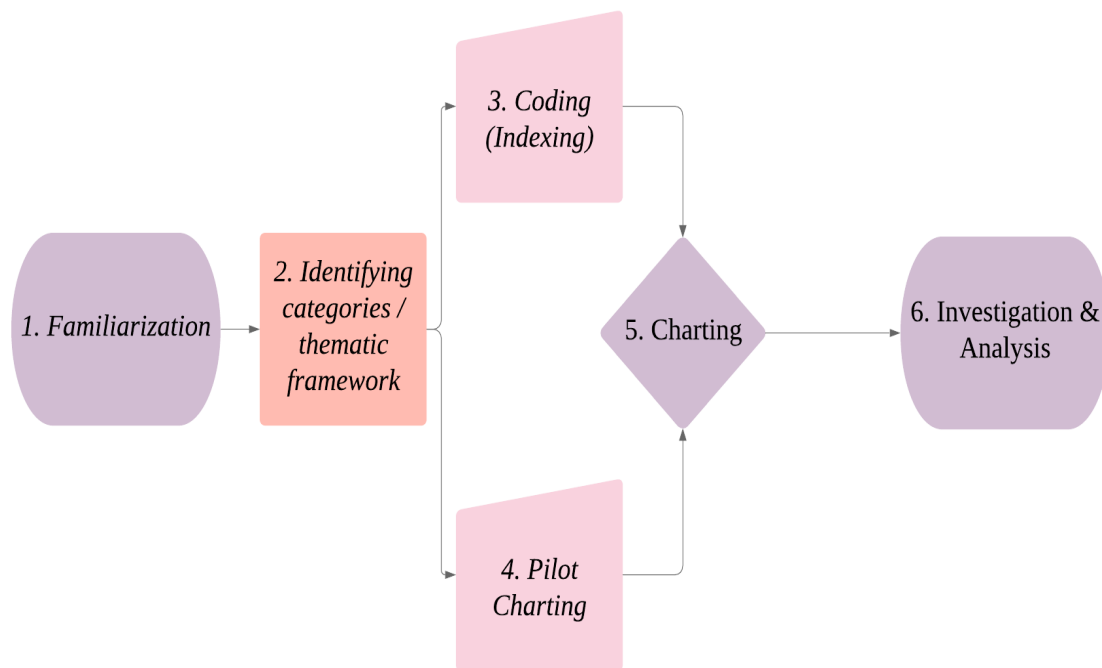 1. Familiarization
2. Identifying
categories /
thematic
framework
3. Coding
(Indexing)
4. Pilot
Charting
5. Charting
6. Investigation &
Analysis